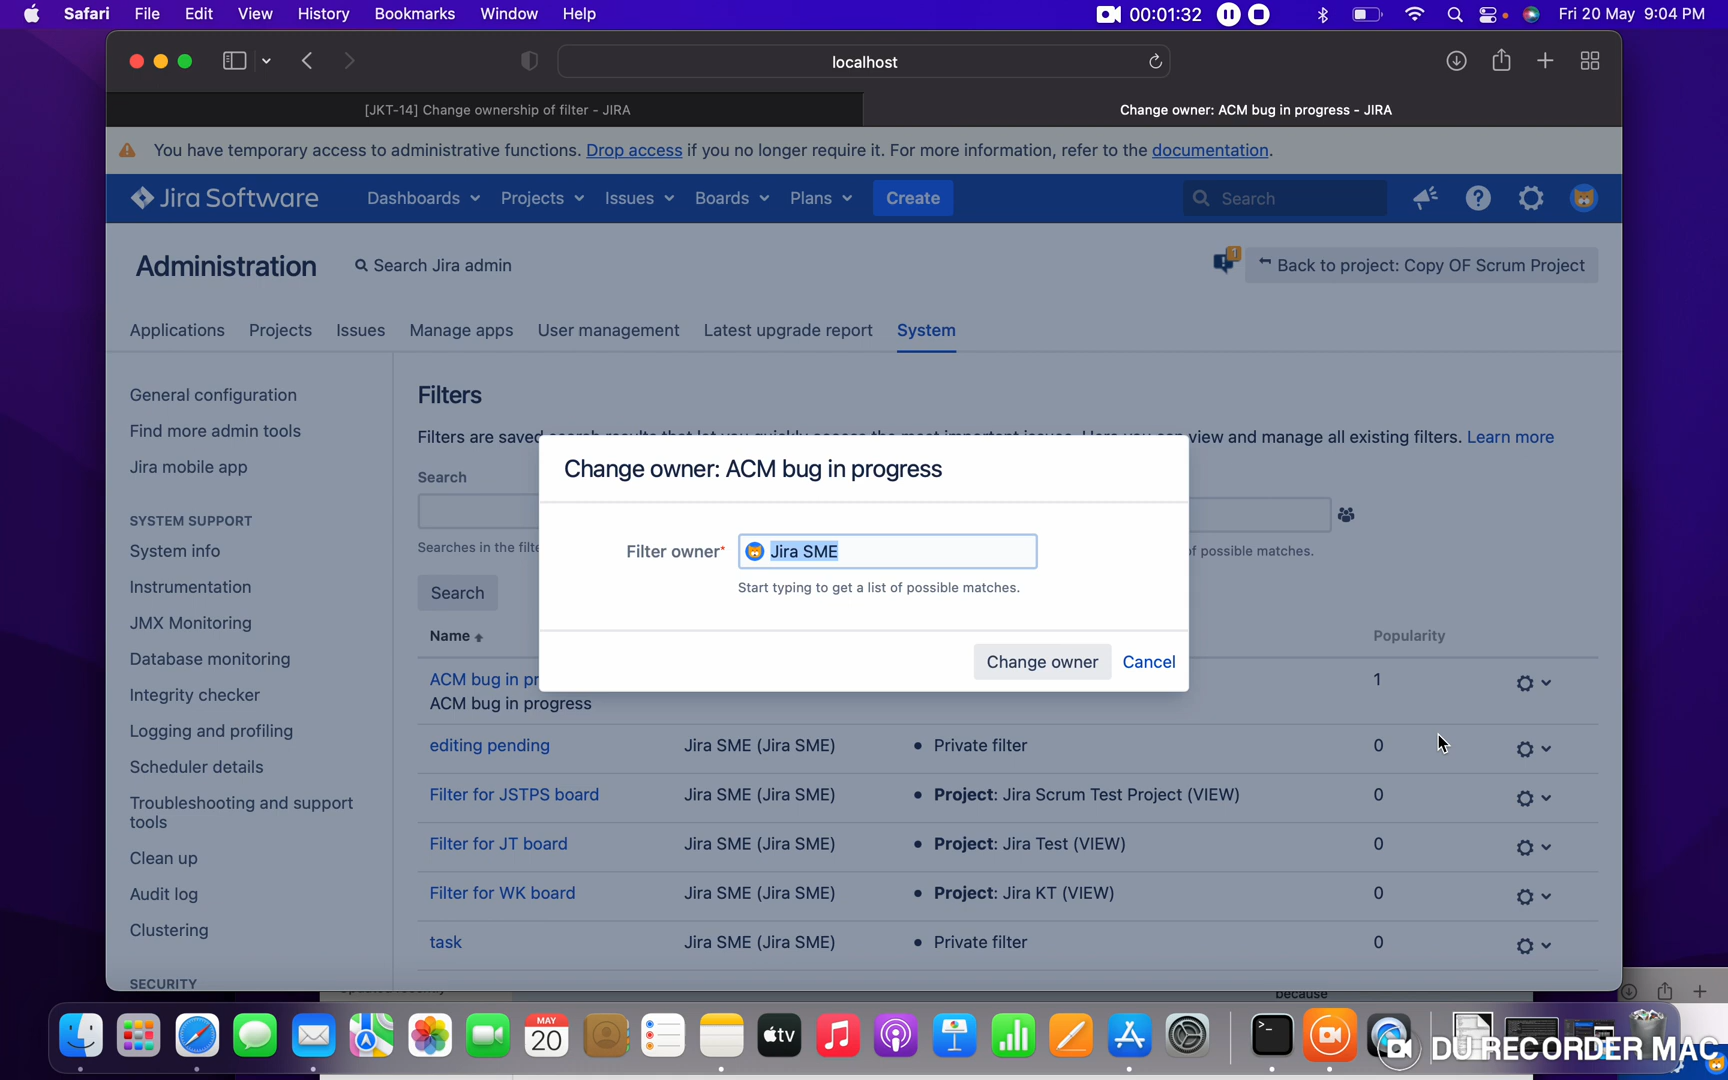 Safari File Edit View History Bookmarks Window Help 00:01:32 Fri 20 May 9:04 PM
localhost
[JKT-14] Change ownership of filter - JIRA Change owner: ACM bug in progress - JIRA
You have temporary access to administrative functions. Drop access if you no longer require it. For more information, refer to the documentation.
Jira Software Dashboards Projects Issues Boards Plans Create Search
Administration Search Jira admin 1 Back to project: Copy OF Scrum Project
Applications Projects Issues Manage apps User management Latest upgrade report System
General configuration
Find more admin tools
Jira mobile app
SYSTEM SUPPORT
System info
Instrumentation
JMX Monitoring
Database monitoring
Integrity checker
Logging and profiling
Scheduler details
Troubleshooting and support
tools
Clean up
Audit log
Clustering
SECURITY
Filters
Filters are saved view and manage all existing filters. Learn more
Search
Searches in the of possible matches.
Search
Change owner: ACM bug in progress
Filter owner* Jira SME
Start typing to get a list of possible matches.
Change owner Cancel
Name Popularity
ACM bug in 1
ACM bug in progress
editing pending Jira SME (Jira SME) • Private filter 0
Filter for JSTPS board Jira SME (Jira SME) • Project: Jira Scrum Test Project (VIEW) 0
Filter for JT board Jira SME (Jira SME) • Project: Jira Test (VIEW) 0
Filter for WK board Jira SME (Jira SME) • Project: Jira KT (VIEW) 0
task Jira SME (Jira SME) • Private filter 0
because
MAY
20
tv
DU RECORDER MAC